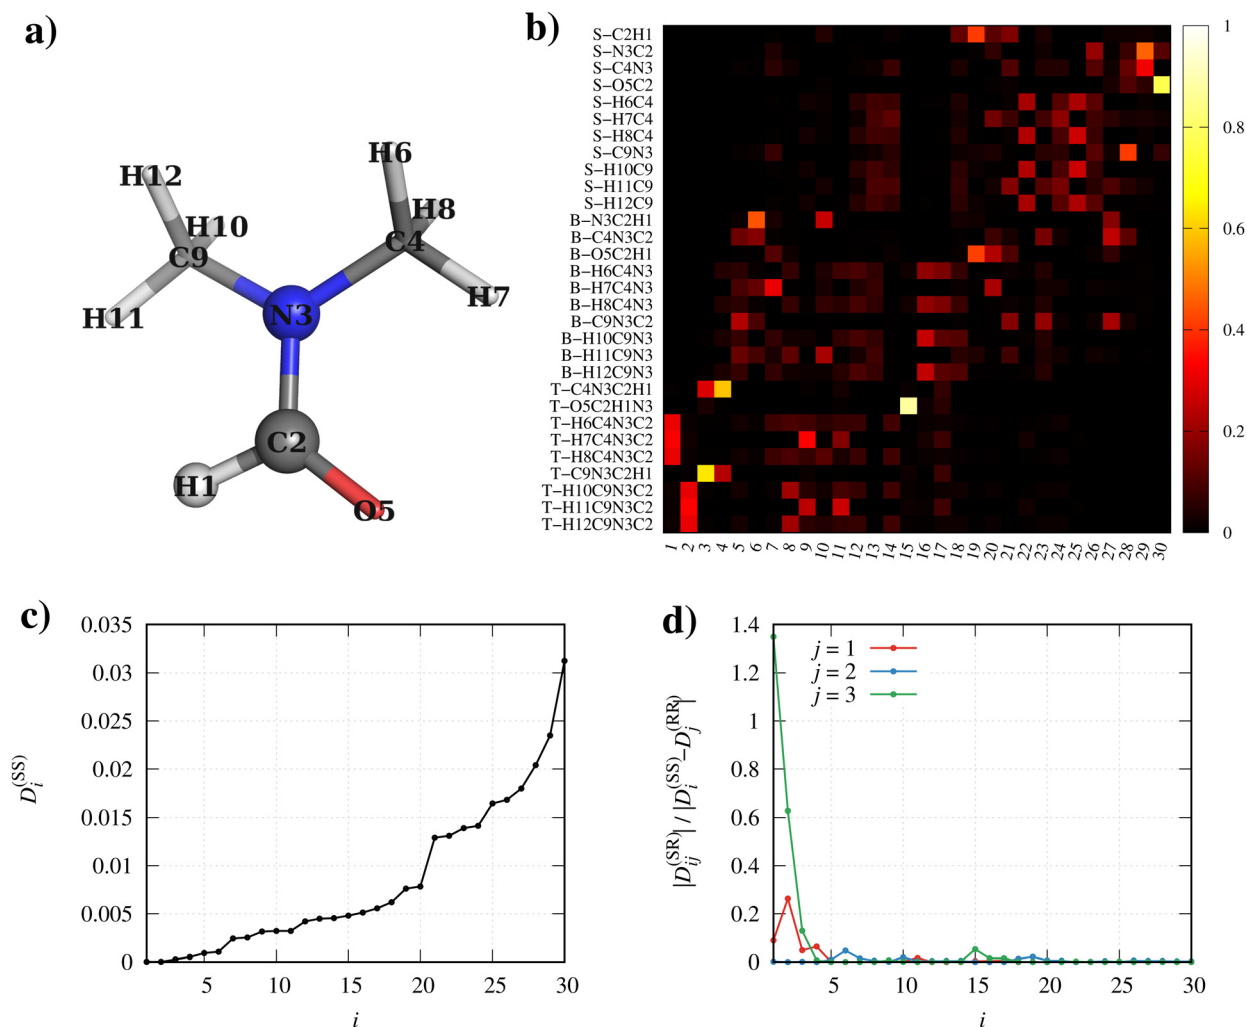 a)
H12
H6
H10
H8
C9
C4
H11
N3
H7
C2
H1
O5
b)
S−C2H1
S−N3C2
S−C4N3
S−O5C2
S−H6C4
S−H7C4
S−H8C4
S−C9N3
S−H10C9
S−H11C9
S−H12C9
B−N3C2H1
B−C4N3C2
B−O5C2H1
B−H6C4N3
B−H7C4N3
B−H8C4N3
B−C9N3C2
B−H10C9N3
B−H11C9N3
B−H12C9N3
T−C4N3C2H1
T−O5C2H1N3
T−H6C4N3C2
T−H7C4N3C2
T−H8C4N3C2
T−C9N3C2H1
T−H10C9N3C2
T−H11C9N3C2
T−H12C9N3C2
1 2 3 4 5 6 7 8 9 10 11 12 13 14 15 16 17 18 19 20 21 22 23 24 25 26 27 28 29 30
1
0.8
0.6
0.4
0.2
0
c)
D_i^(SS)
0.035
0.03
0.025
0.02
0.015
0.01
0.005
0
5 10 15 20 25 30
i
d)
|D_ij^(SR)| / |D_i^(SS)−D_j^(RR)|
1.4
1.2
1
0.8
0.6
0.4
0.2
0
j = 1
j = 2
j = 3
5 10 15 20 25 30
i